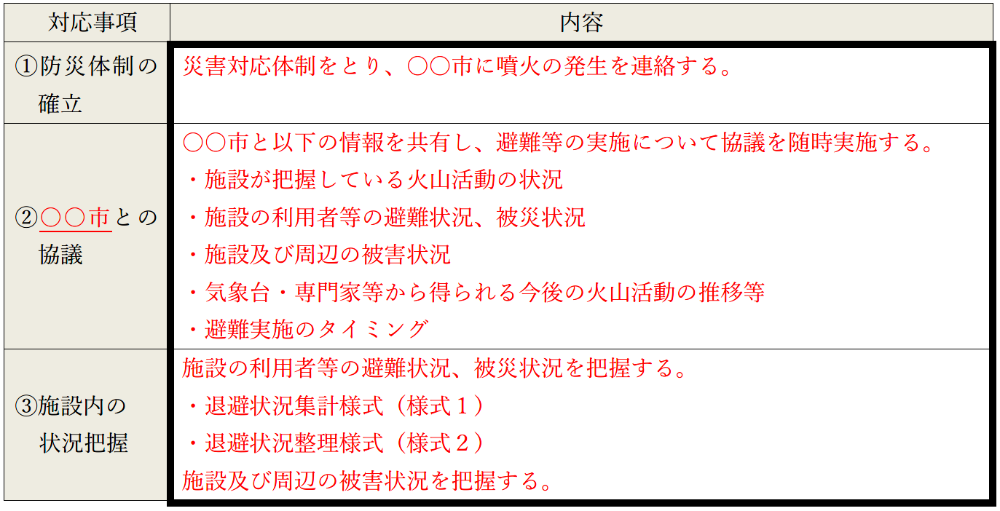 対応事項
内容
①防災体制の
確立
災害対応体制をとり、〇〇市に噴火の発生を連絡する。
②〇〇市との
協議
〇〇市と以下の情報を共有し、避難等の実施について協議を随時実施する。
・施設が把握している火山活動の状況
・施設の利用者等の避難状況、被災状況
・施設及び周辺の被害状況
・気象台・専門家等から得られる今後の火山活動の推移等
・避難実施のタイミング
③施設内の
状況把握
施設の利用者等の避難状況、被災状況を把握する。
・退避状況集計様式（様式１）
・退避状況整理様式（様式２）
施設及び周辺の被害状況を把握する。